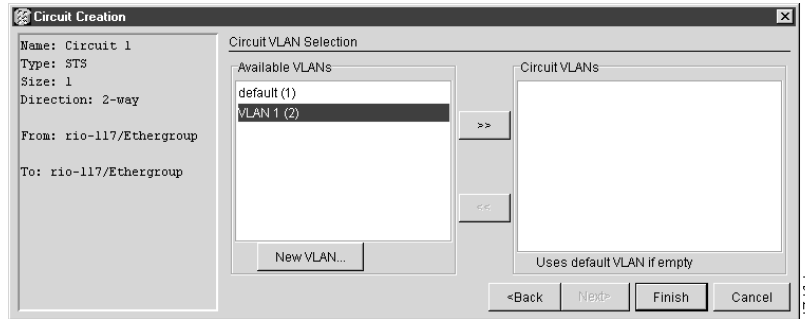 Circuit Creation
Name: Circuit 1
Type: STS
Size: 1
Direction: 2-way
From: rio-117/Ethergroup
To: rio-117/Ethergroup
Circuit VLAN Selection
Available VLANs
default (1)
VLAN 1 (2)
New VLAN...
>>
<<
Circuit VLANs
Uses default VLAN if empty
<Back
Next>
Finish
Cancel